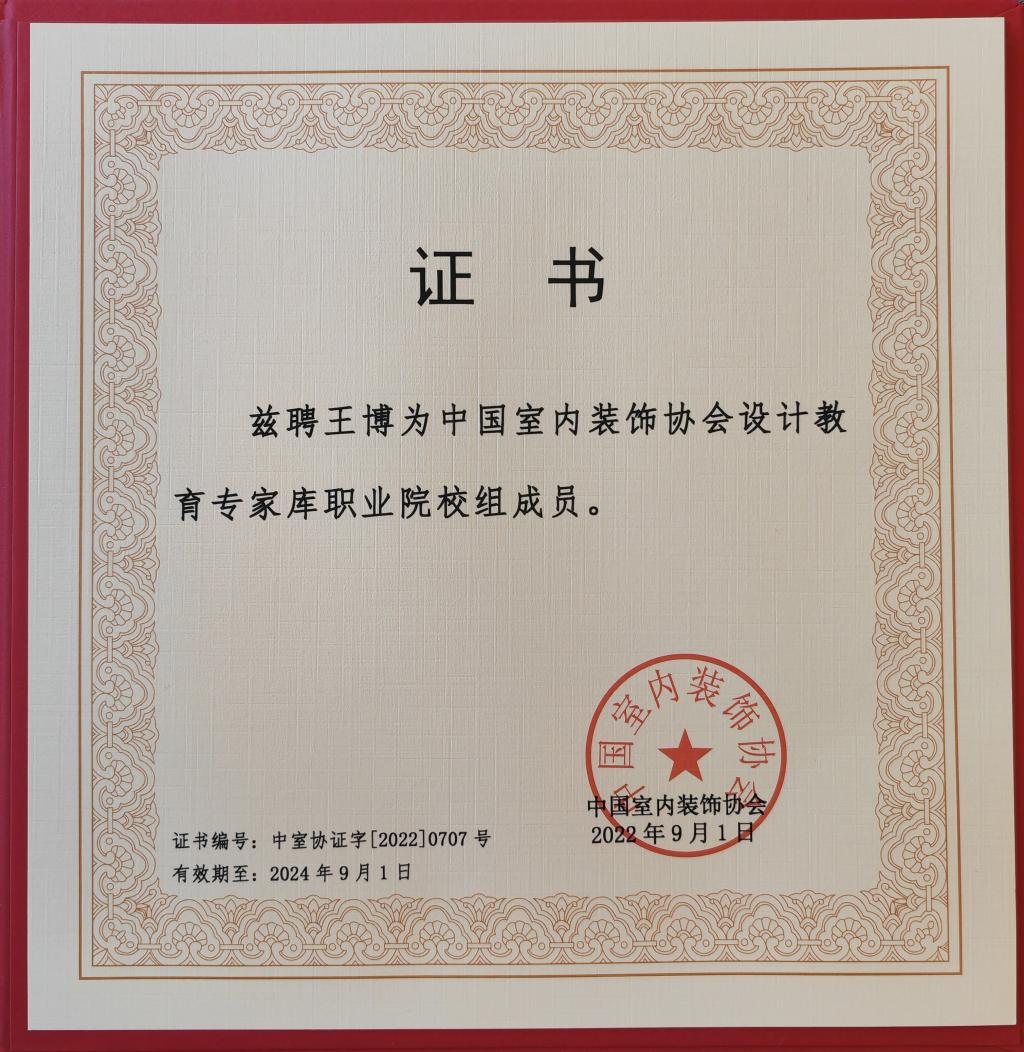 证 书
兹聘王博为中国室内装饰协会设计教
育专家库职业院校组成员。
中国室内装饰协会
中国室内装饰协会
2022年9月1日
证书编号：中室协证字[2022]0707号
有效期至：2024年9月1日